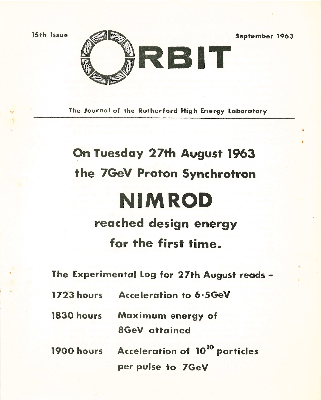 15th Issue
September 1963
ORBIT
The Journal of the Rutherford High Energy Laboratory
On Tuesday 27th August 1963
the 7GeV Proton Synchrotron
NIMROD
reached design energy
for the first time.
The Experimental Log for 27th August reads –
1723 hours Acceleration to 6·5GeV
1830 hours Maximum energy of
8GeV attained
1900 hours Acceleration of 10¹⁰ particles
per pulse to 7GeV